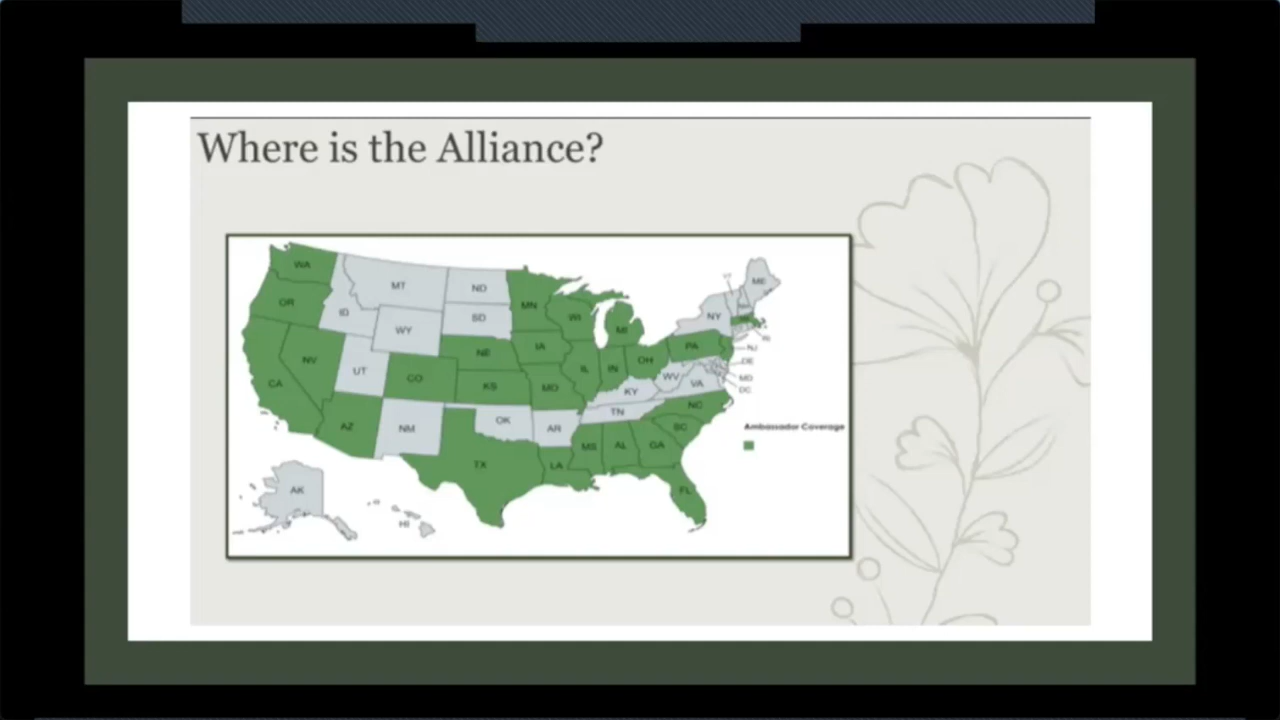 Where is the Alliance?
WA
MT
ND
MN
ME
OR
ID
SD
WI
NY
WY
MI
RI
NV
UT
NE
IA
PA
NJ
CO
IL
IN
OH
DE
CA
KS
MO
WV
VA
MD
KY
DC
AZ
NM
OK
AR
TN
NC
SC
Ambassador Coverage
TX
LA
MS
AL
GA
FL
AK
HI